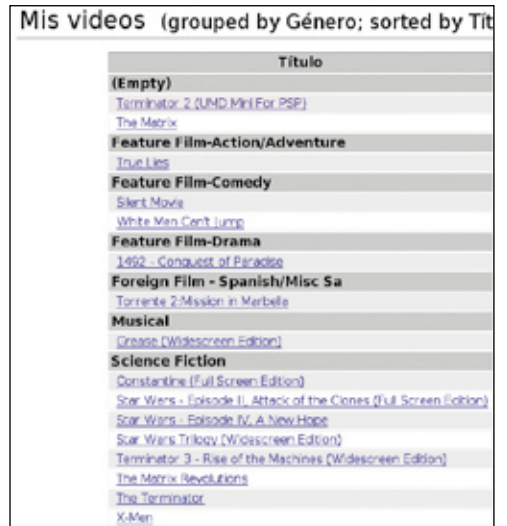 Mis videos (grouped by Género; sorted by Tít
Título
(Empty)
Terminator 2 (UMD Mini For PSP)
The Matrix
Feature Film-Action/Adventure
True Lies
Feature Film-Comedy
Silent Movie
White Men Can't Jump
Feature Film-Drama
1492 - Conquest of Paradise
Foreign Film - Spanish/Misc Sa
Torrente 2:Mission in Marbella
Musical
Grease (Widescreen Edition)
Science Fiction
Constantine (Full Screen Edition)
Star Wars - Episode II, Attack of the Clones (Full Screen Edition)
Star Wars - Episode IV, A New Hope
Star Wars Trilogy (Widescreen Edition)
Terminator 3 - Rise of the Machines (Widescreen Edition)
The Matrix Revolutions
The Terminator
X-Men